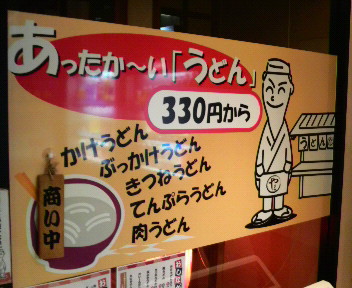 あったか〜い「うどん」
330円から
かけうどん
ぶっかけうどん
きつねうどん
てんぷらうどん
肉うどん
商い中
うどん